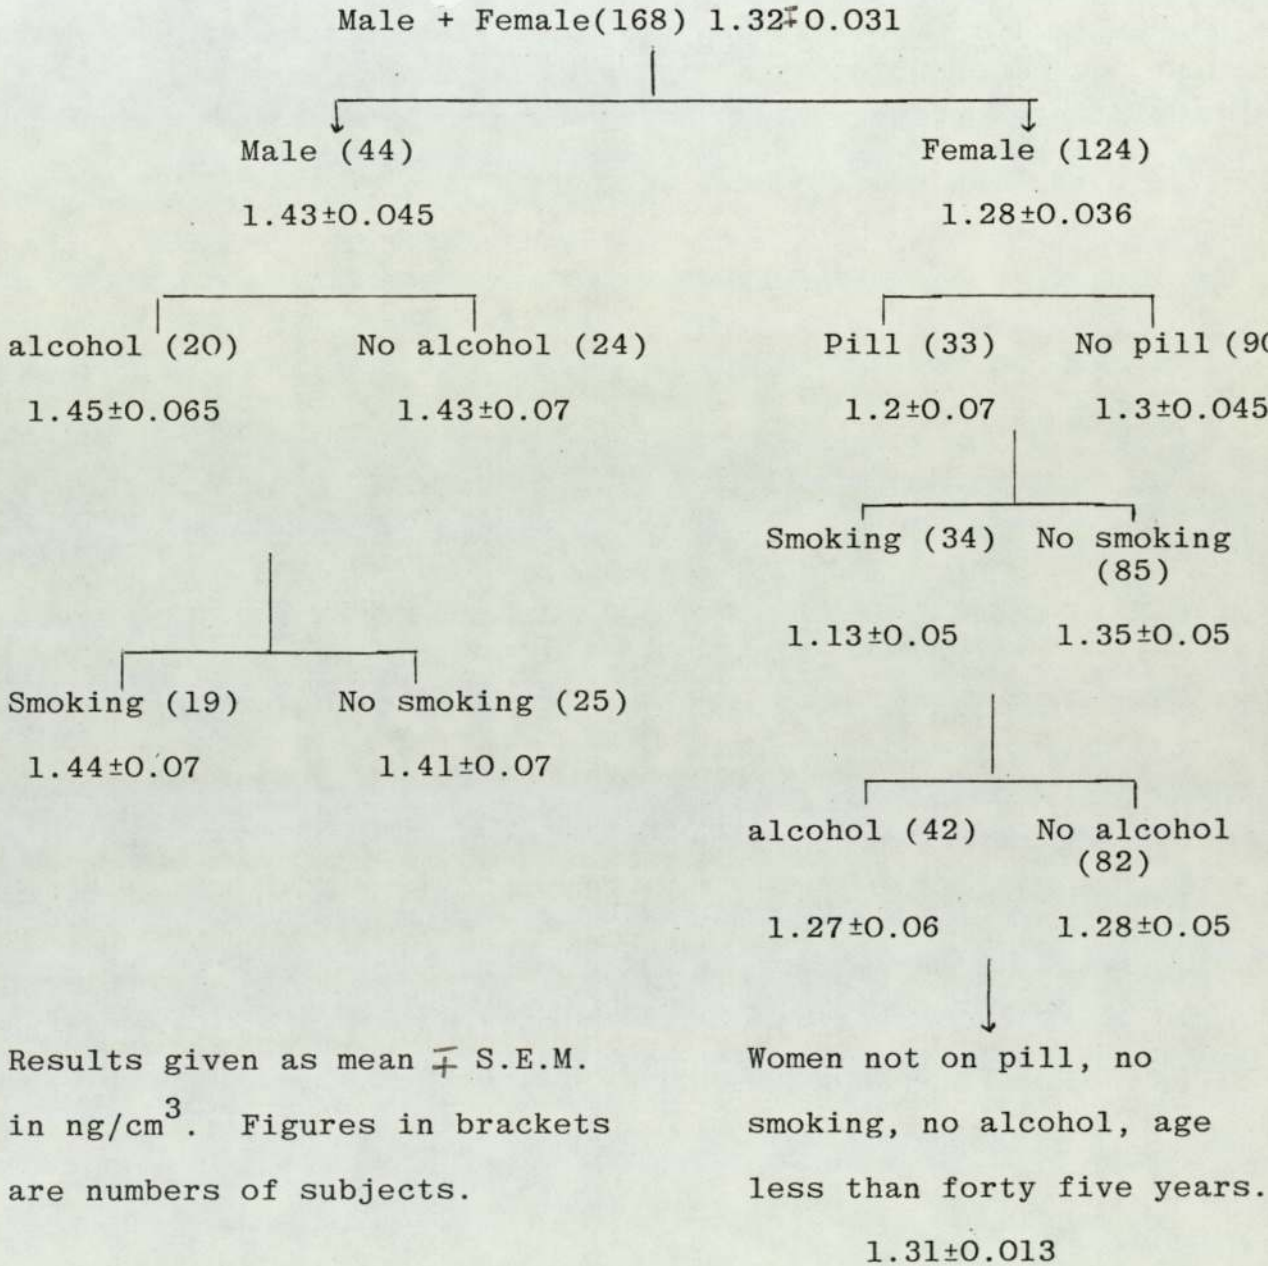 Male + Female(168) 1.32∓0.031
Male (44)
Female (124)
1.43±0.045
1.28±0.036
alcohol (20)
No alcohol (24)
Pill (33)
No pill (90
1.45±0.065
1.43±0.07
1.2±0.07
1.3±0.045
Smoking (34)
No smoking
(85)
1.13±0.05
1.35±0.05
Smoking (19)
No smoking (25)
1.44±0.07
1.41±0.07
alcohol (42)
No alcohol
(82)
1.27±0.06
1.28±0.05
Results given as mean ∓ S.E.M.
in ng/cm³. Figures in brackets
are numbers of subjects.
Women not on pill, no
smoking, no alcohol, age
less than forty five years.
1.31±0.013